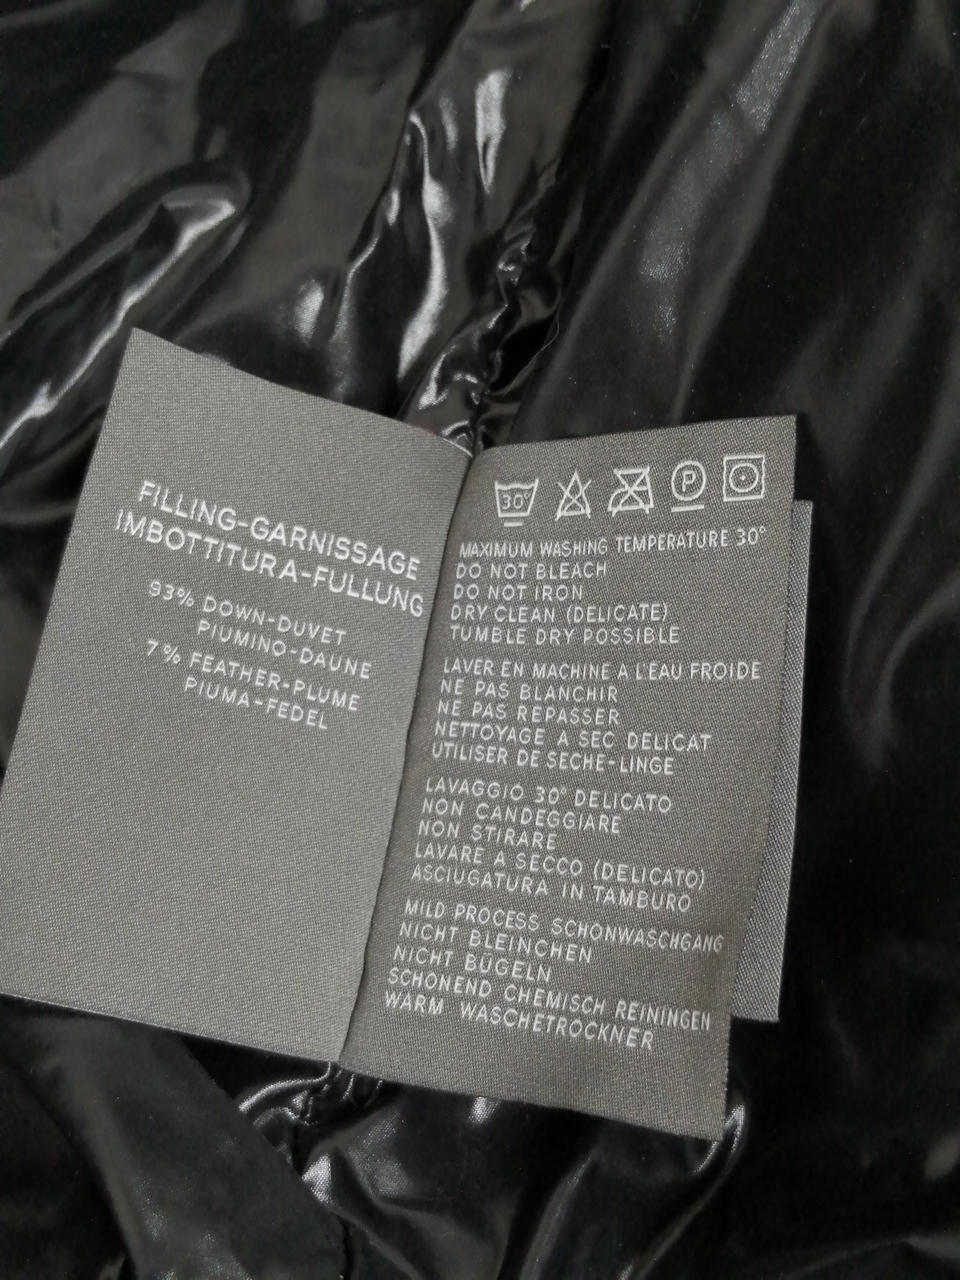 FILLING-GARNISSAGE
IMBOTTITURA-FULLUNG
93% DOWN-DUVET
PIUMINO-DAUNE
7% FEATHER-PLUME
PIUMA-FEDEL
30°
P
MAXIMUM WASHING TEMPERATURE 30°
DO NOT BLEACH
DO NOT IRON
DRY CLEAN (DELICATE)
TUMBLE DRY POSSIBLE
LAVER EN MACHINE A L'EAU FROIDE
NE PAS BLANCHIR
NE PAS REPASSER
NETTOYAGE A SEC DELICAT
UTILISER DE SECHE-LINGE
LAVAGGIO 30° DELICATO
NON CANDEGGIARE
NON STIRARE
LAVARE A SECCO (DELICATO)
ASCIUGATURA IN TAMBURO
MILD PROCESS SCHONWASCHGANG
NICHT BLEINCHEN
NICHT BÜGELN
SCHONEND CHEMISCH REININGEN
WARM WASCHETROCKNER